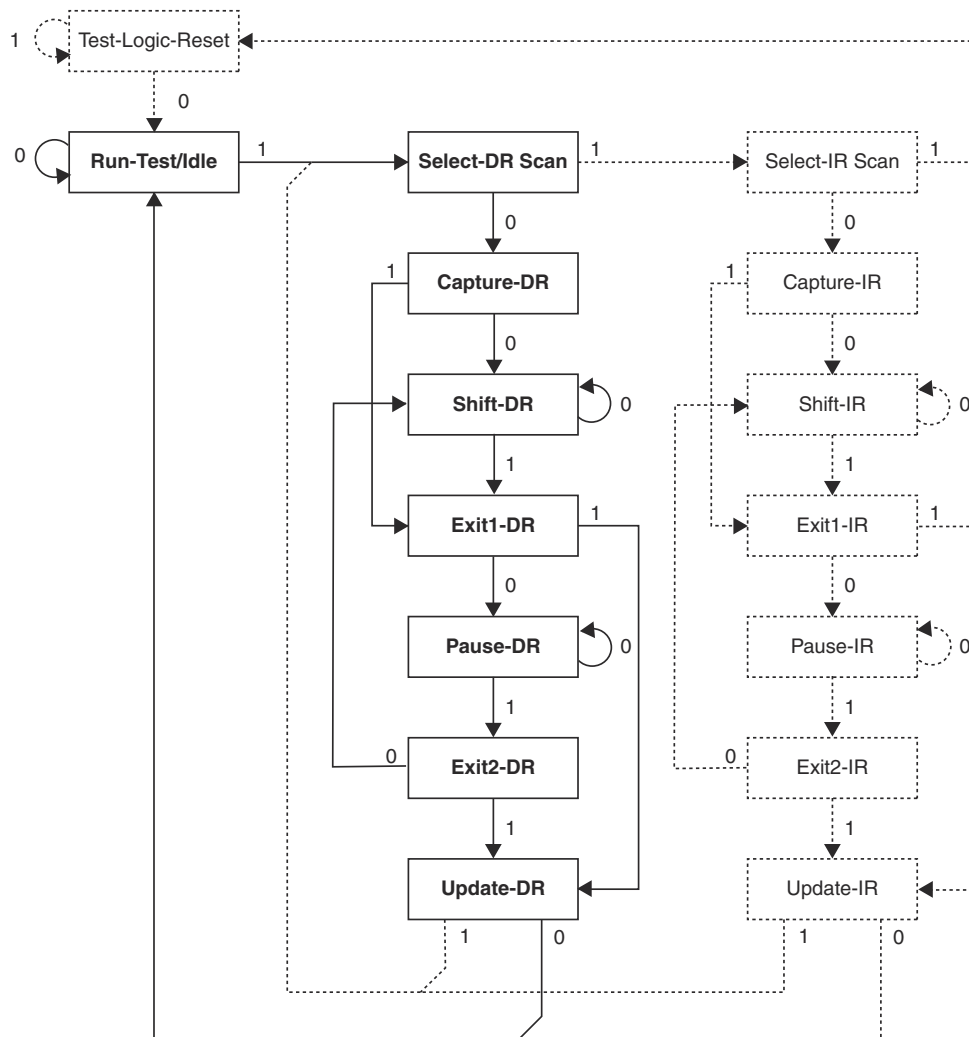 1 Test-Logic-Reset
0
0 Run-Test/Idle 1 Select-DR Scan 1 Select-IR Scan 1
0 0
1 Capture-DR 1 Capture-IR
0 0
Shift-DR 0 Shift-IR 0
1 1
Exit1-DR 1 Exit1-IR 1
0 0
Pause-DR 0 Pause-IR 0
1 1
0 Exit2-DR 0 Exit2-IR
1 1
Update-DR Update-IR
1 0 1 0